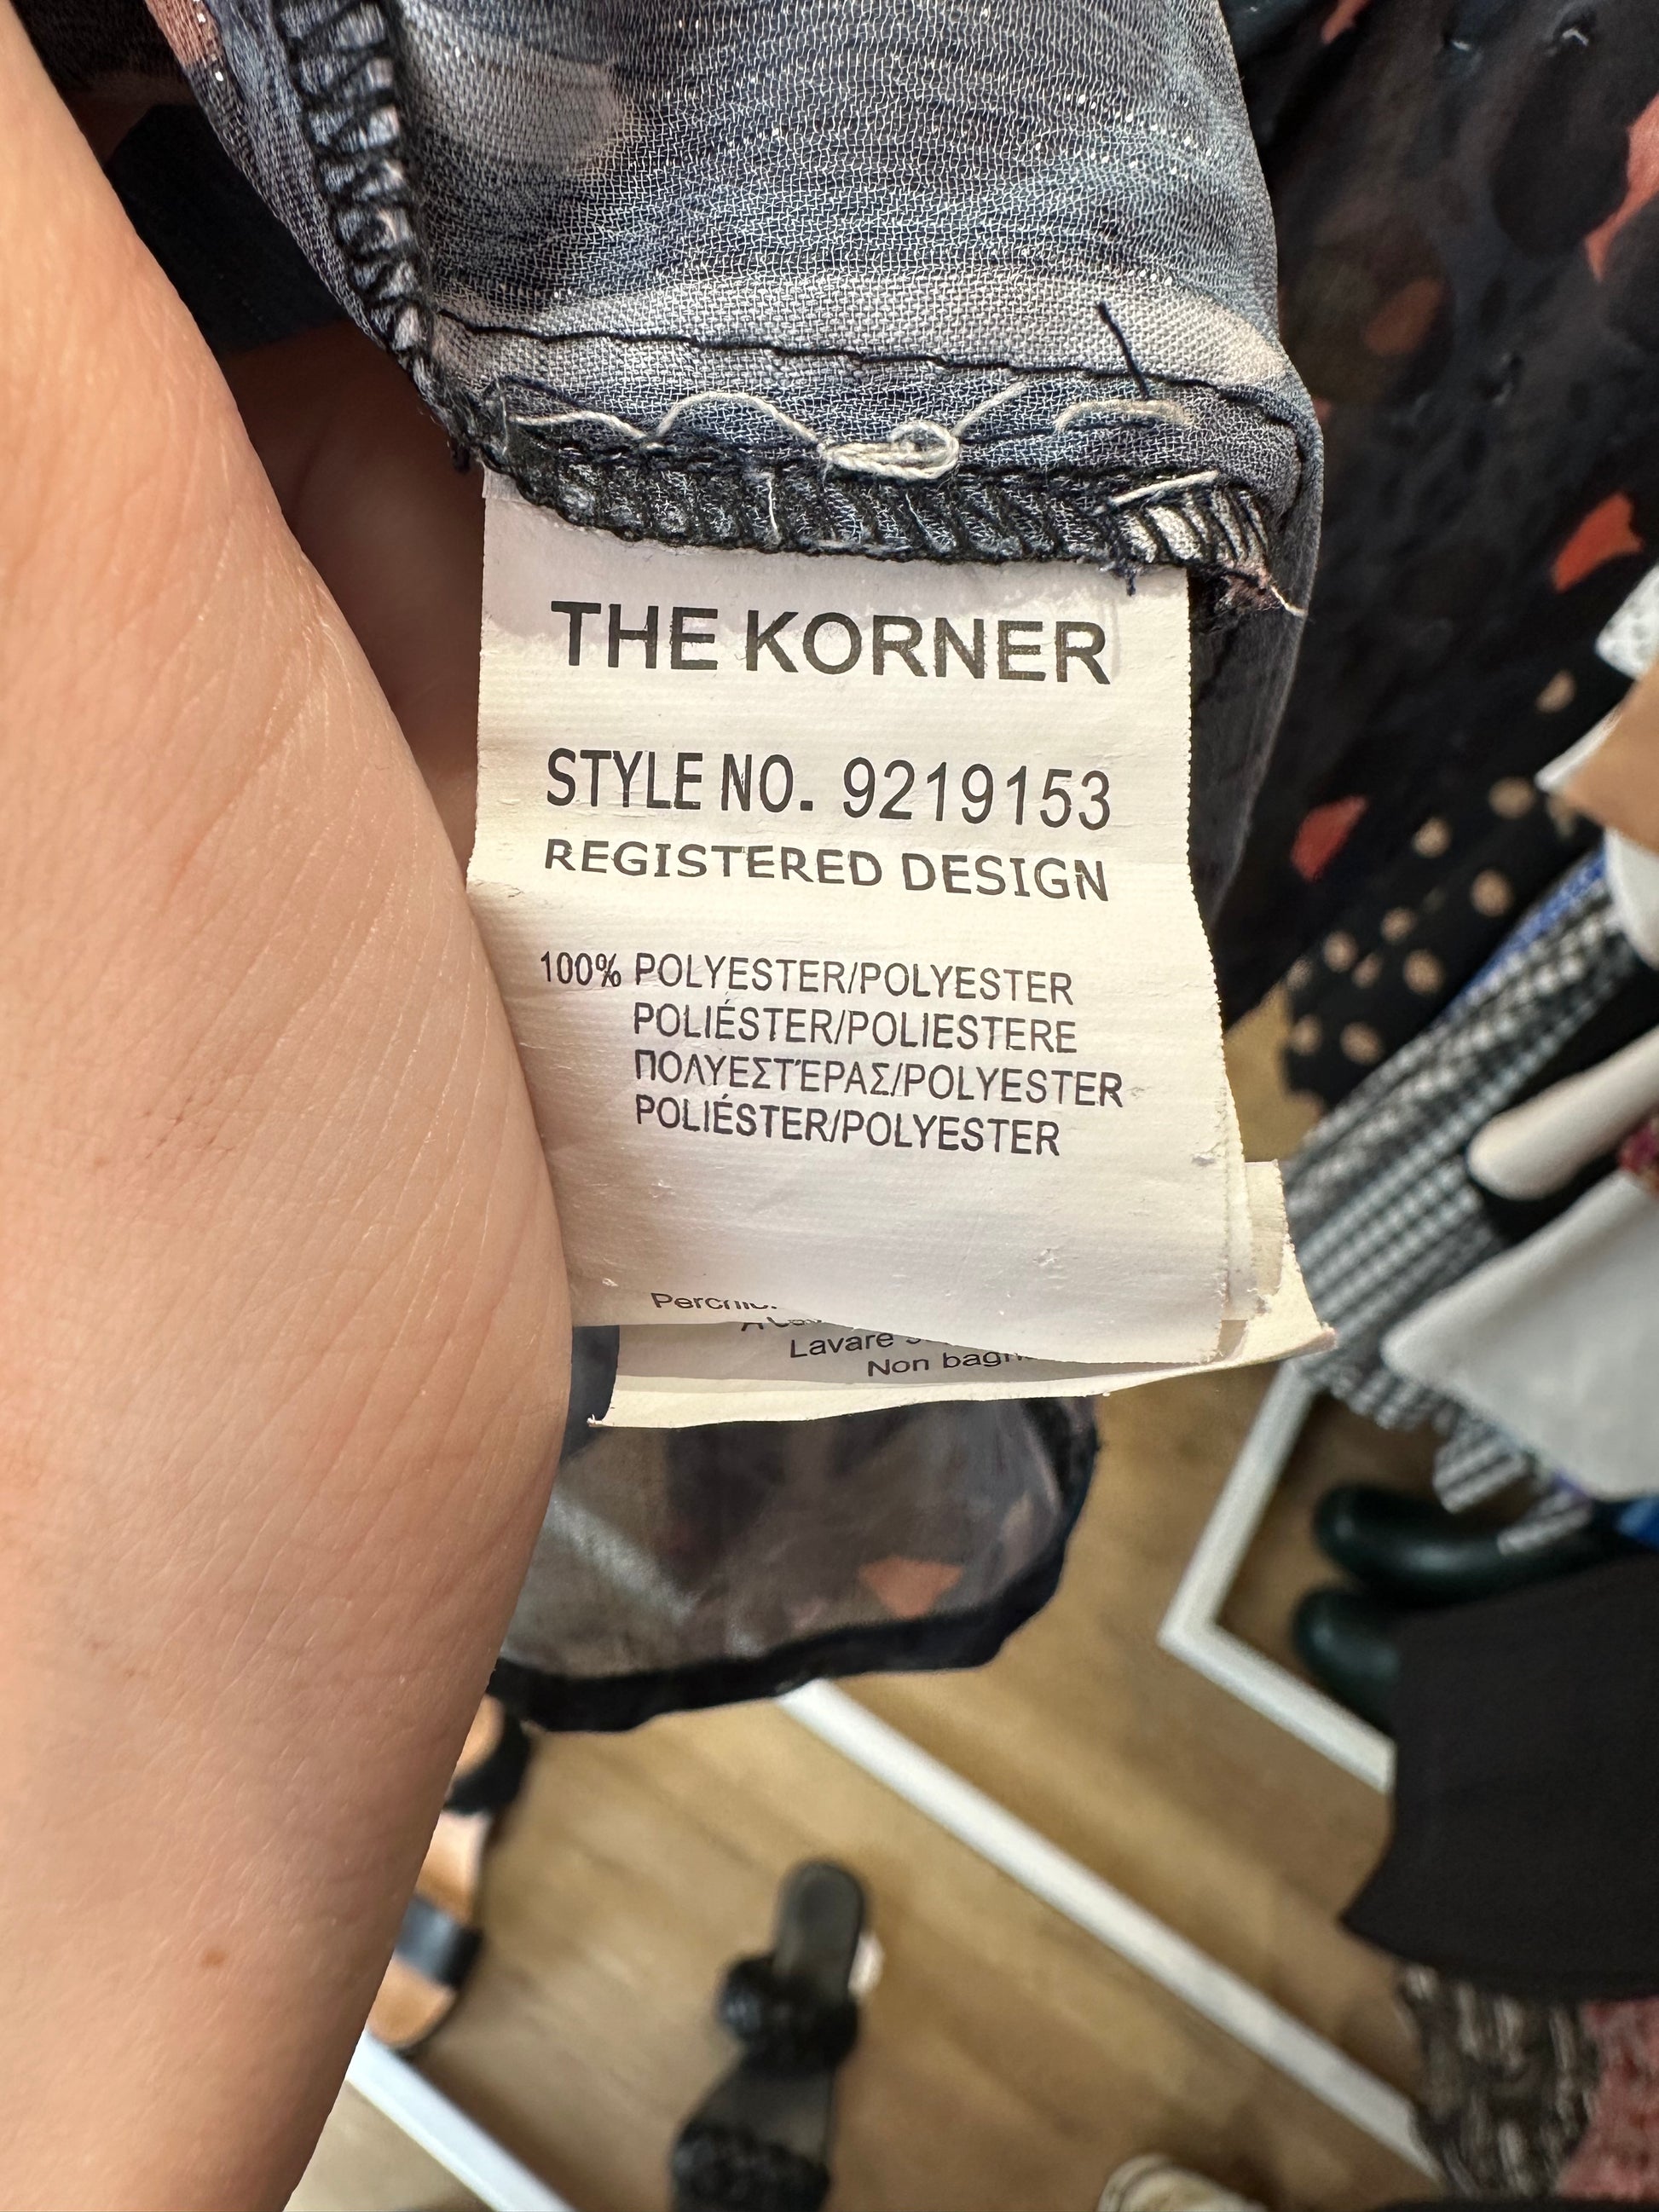 THE KORNER
STYLE NO. 9219153
REGISTERED DESIGN
100% POLYESTER/POLYESTER
POLIÉSTER/POLIESTERE
ΠΟΛΥΕΣΤΈΡΑΣ/POLYESTER
POLIÉSTER/POLYESTER
Lavare
Non